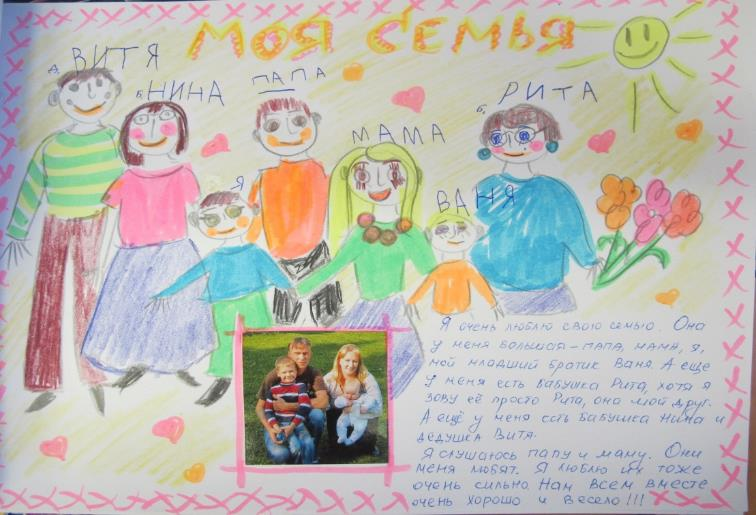 МОЯ СЕМЬЯ
д. ВИТЯ
б. НИНА
ПАПА
б. РИТА
МАМА
Я
ВАНЯ
Я очень люблю свою семью. Она
у меня большая – папа, мама, я,
мой младший братик Ваня. А еще
у меня есть бабушка Рита, хотя я
зову её просто Рита, она мой друг.
А ещё у меня есть бабушка Нина и
дедушка Витя.
Я слушаюсь папу и маму. Они
меня любят. Я люблю их тоже
очень сильно. Нам всем вместе
очень хорошо и весело!!!